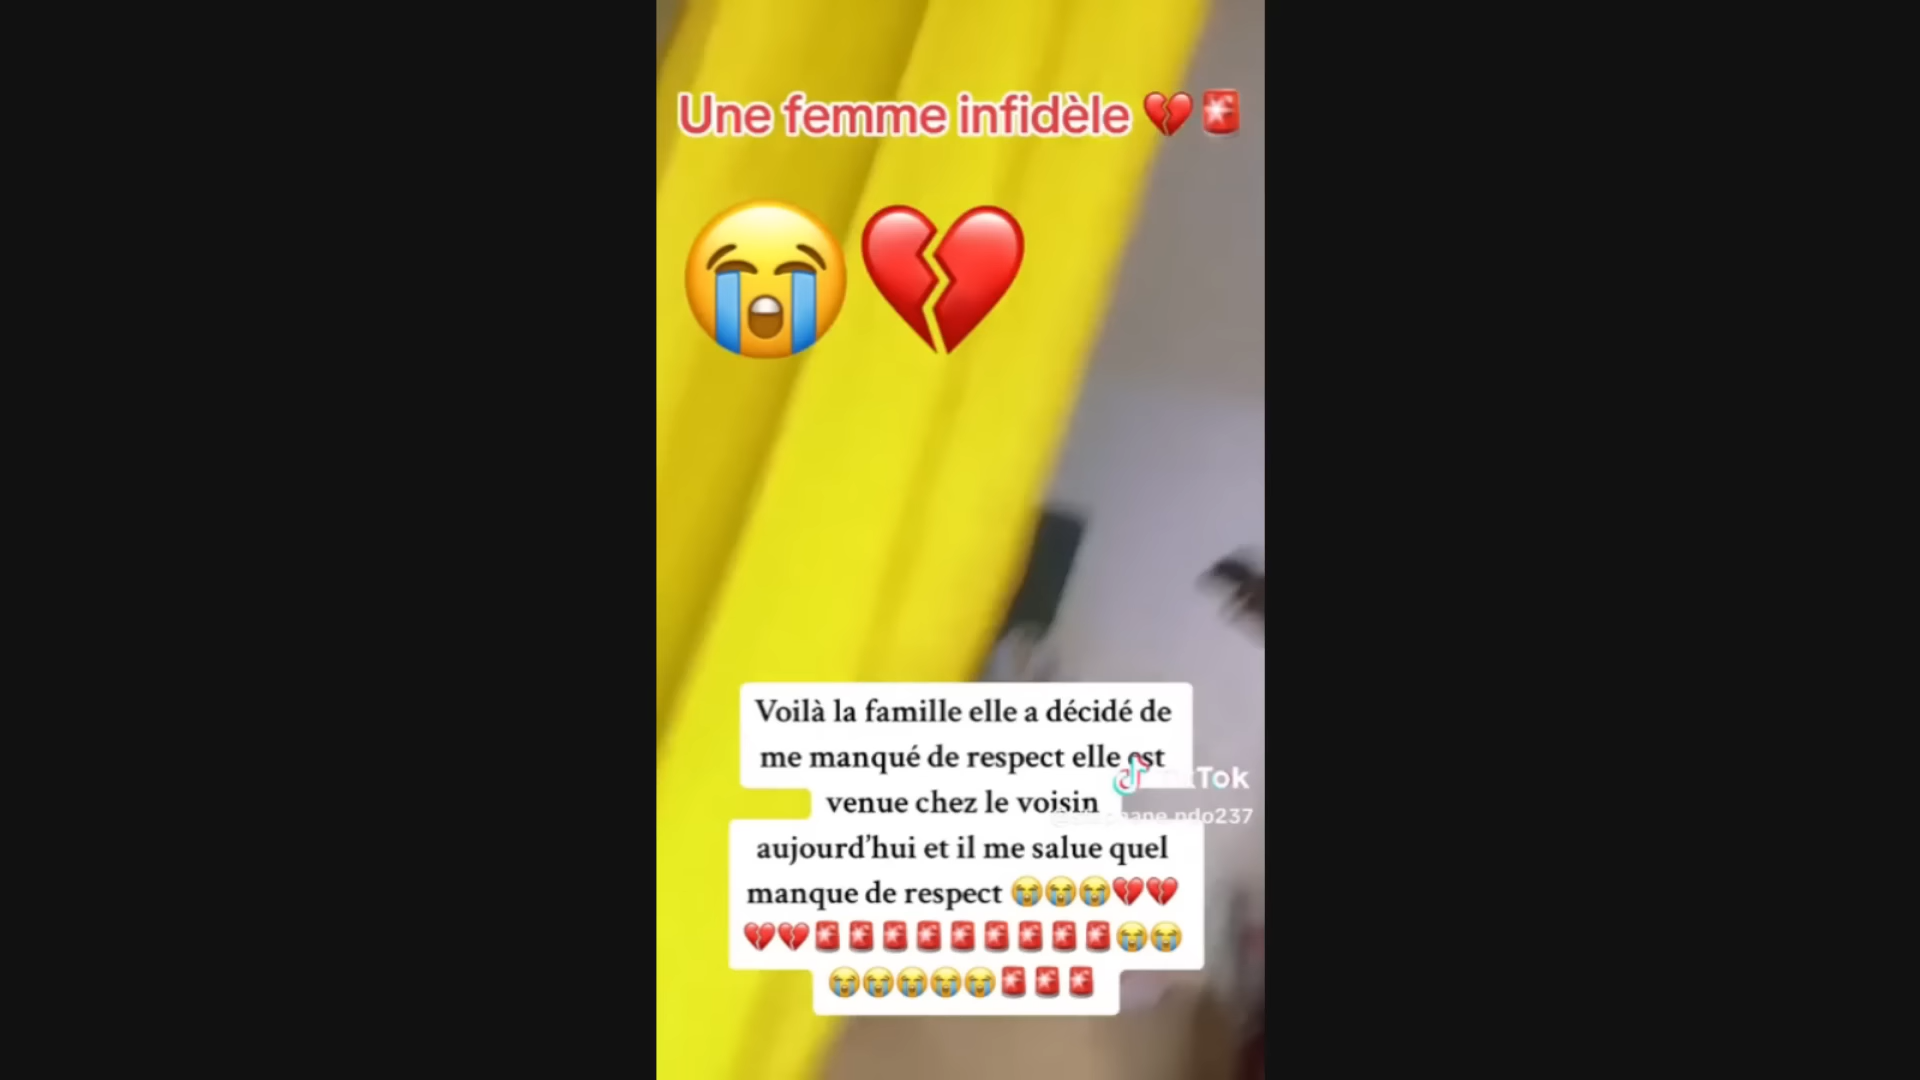 Une femme infidèle 💔🚨
😭💔
Voilà la famille elle a décidé de
me manqué de respect elle est
venue chez le voisin
aujourd'hui et il me salue quel
manque de respect 😭😭😭💔💔
💔💔🚨🚨🚨🚨🚨🚨🚨🚨🚨😭😭
😭😭😭😭😭🚨🚨🚨
TikTok